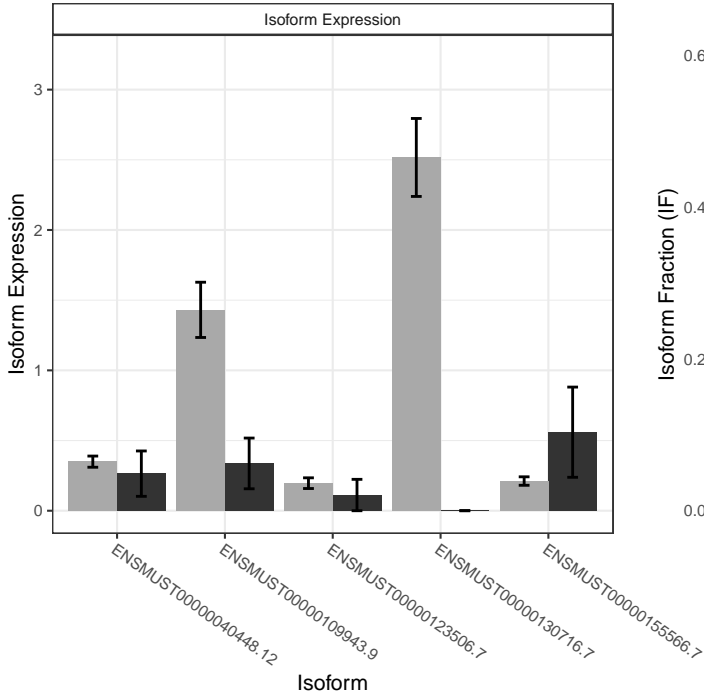 Isoform Expression
Isoform Expression
3
2
1
0
ENSMUST00000040448.12
ENSMUST00000109943.9
ENSMUST00000123506.7
ENSMUST00000130716.7
ENSMUST00000155566.7
Isoform
Isoform Fraction (IF)
0.6
0.4
0.2
0.0